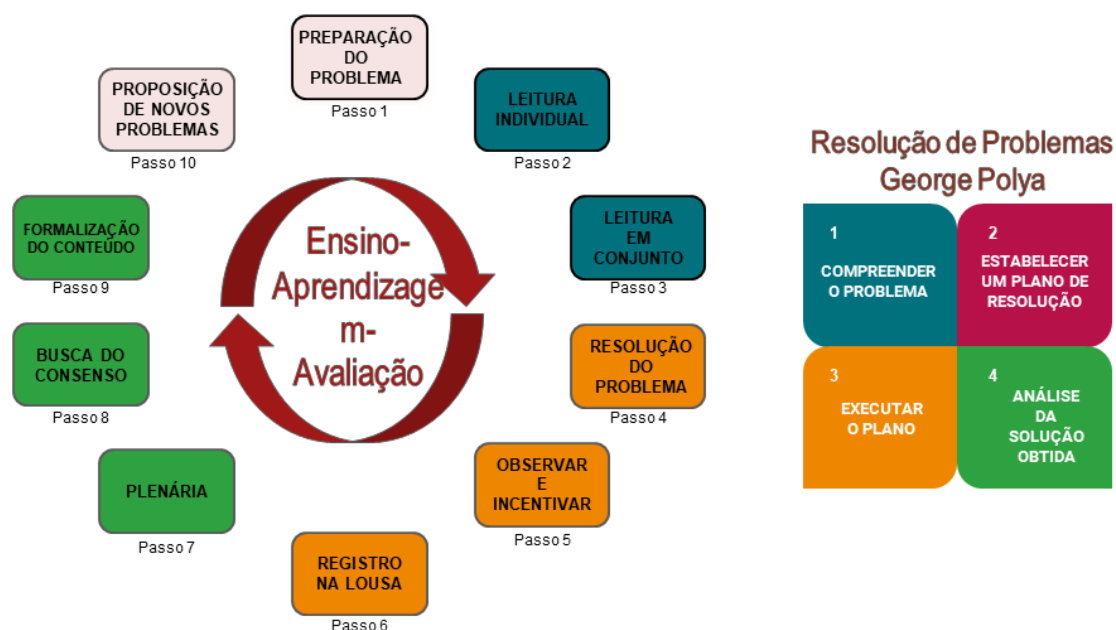 PREPARAÇÃO
DO
PROBLEMA
Passo 1
LEITURA
INDIVIDUAL
Passo 2
LEITURA
EM
CONJUNTO
Passo 3
RESOLUÇÃO
DO
PROBLEMA
Passo 4
OBSERVAR
E
INCENTIVAR
Passo 5
REGISTRO
NA LOUSA
Passo 6
PLENÁRIA
Passo 7
BUSCA DO
CONSENSO
Passo 8
FORMALIZAÇÃO
DO CONTEÚDO
Passo 9
PROPOSIÇÃO
DE NOVOS
PROBLEMAS
Passo 10
Ensino-
Aprendizage
m-
Avaliação
Resolução de Problemas
George Polya
1
COMPREENDER
O PROBLEMA
2
ESTABELECER
UM PLANO DE
RESOLUÇÃO
3
EXECUTAR
O PLANO
4
ANÁLISE
DA
SOLUÇÃO
OBTIDA